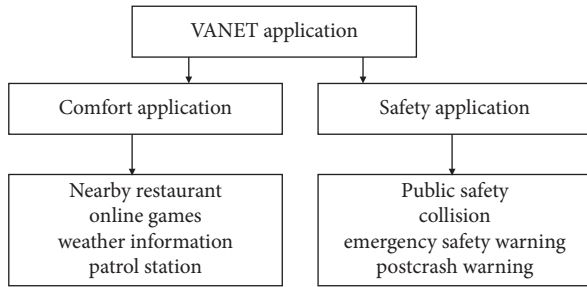 VANET application
Comfort application
Safety application
Nearby restaurant
online games
weather information
patrol station
Public safety
collision
emergency safety warning
postcrash warning